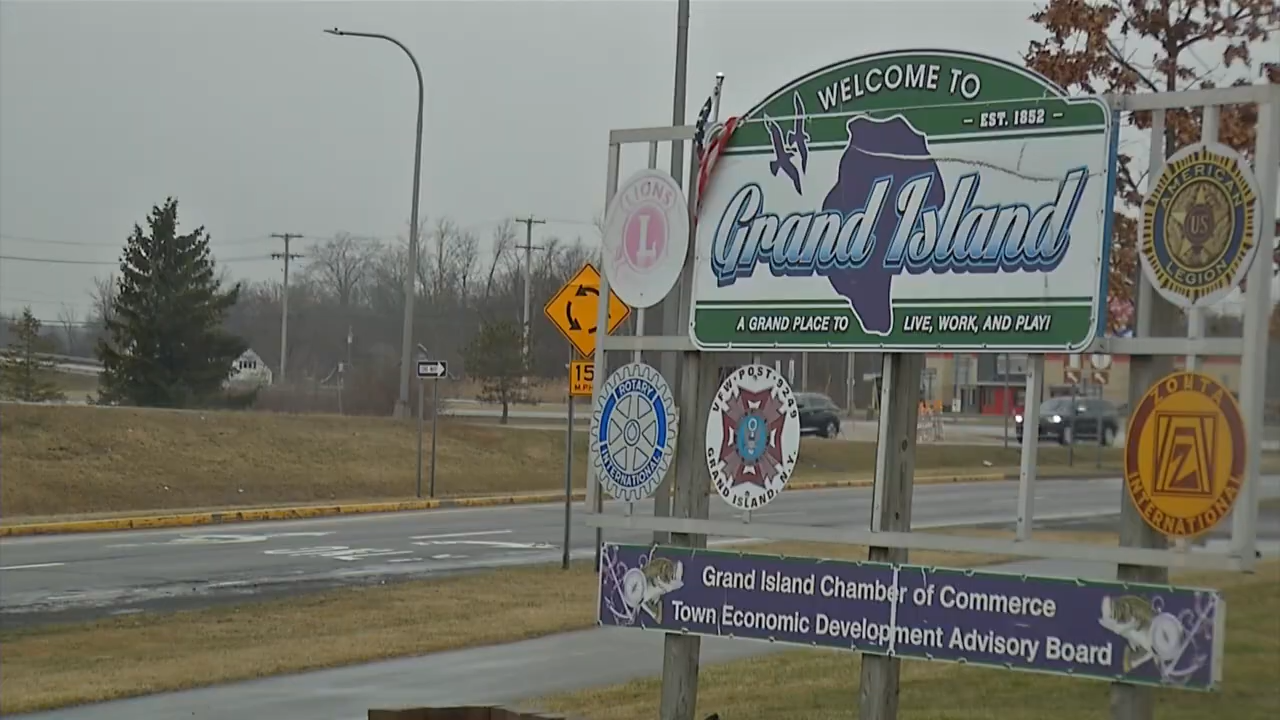 WELCOME TO
- EST. 1852 -
Grand Island
A GRAND PLACE TO LIVE, WORK, AND PLAY!
LIONS
L
AMERICAN
US
LEGION
15
M.P.H.
ROTARY
INTERNATIONAL
VFW POST 9249
GRAND ISLAND, N.Y.
ZONTA
Z
INTERNATIONAL
Grand Island Chamber of Commerce
Town Economic Development Advisory Board